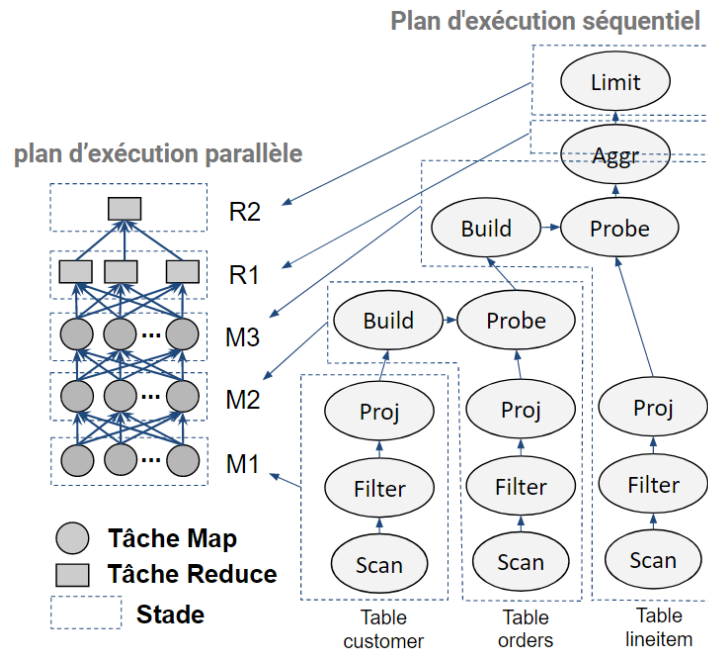 Plan d'exécution séquentiel
Limit
plan d'exécution parallèle
Aggr
R2
Build
Probe
R1
Build
Probe
M3
M2
Proj
Proj
Proj
M1
Filter
Filter
Filter
Scan
Scan
Scan
Tâche Map
Tâche Reduce
Stade
Table
customer
Table
orders
Table
lineitem